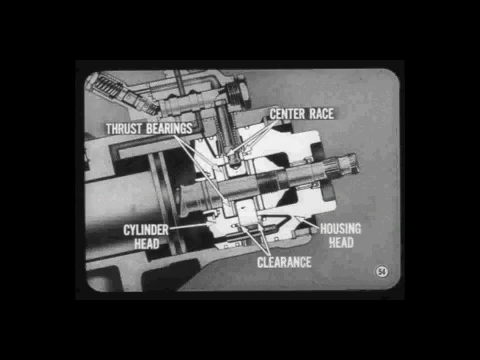 CENTER RACE
THRUST BEARINGS
CYLINDER
HEAD
HOUSING
HEAD
CLEARANCE
54